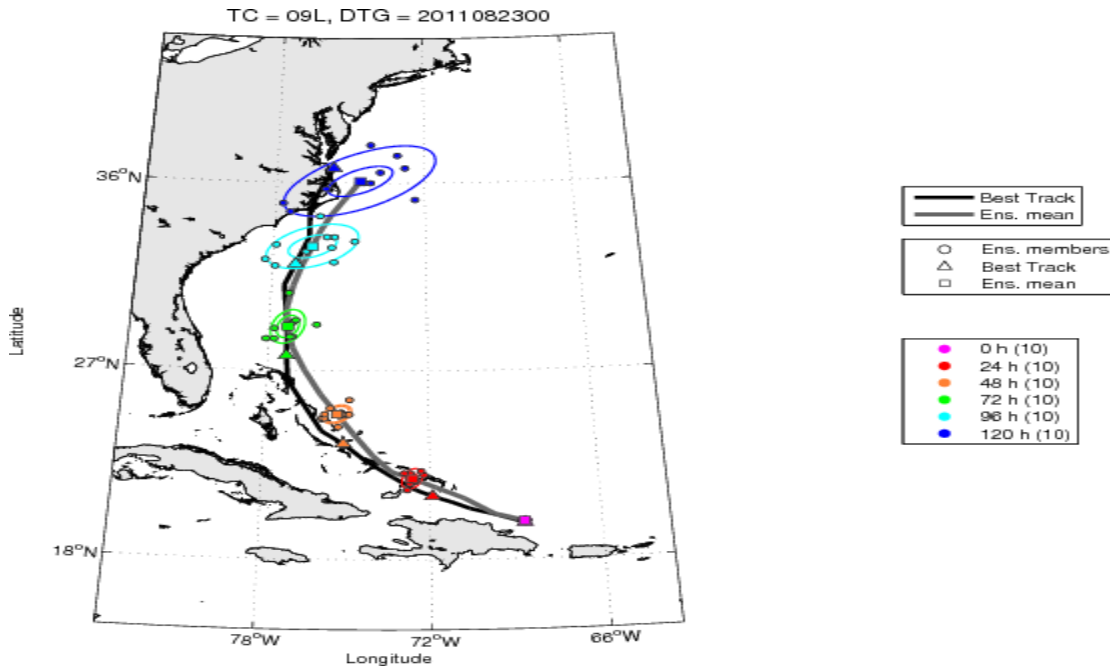 TC = 09L, DTG = 2011082300
36°N
27°N
18°N
78°W
72°W
66°W
Latitude
Longitude
Best Track
Ens. mean
Ens. members
Best Track
Ens. mean
0 h (10)
24 h (10)
48 h (10)
72 h (10)
96 h (10)
120 h (10)